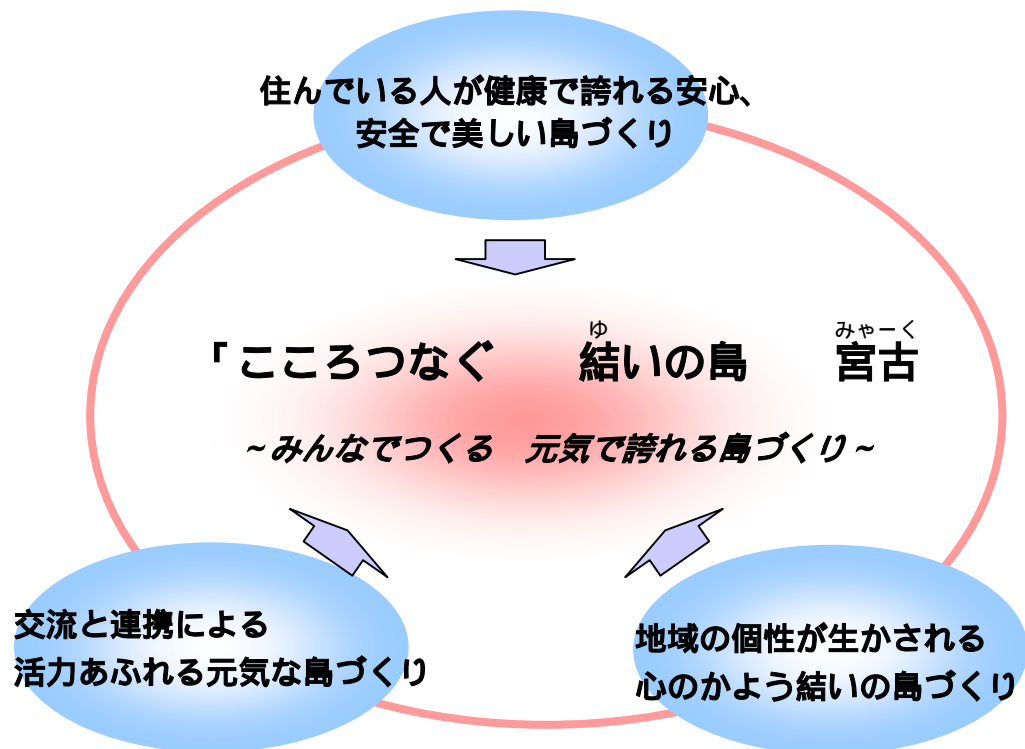 住んでいる人が健康で誇れる安心、
安全で美しい島づくり
ゆ みゃーく
「こころつなぐ 結いの島 宮古
~みんなでつくる 元気で誇れる島づくり~
交流と連携による
活力あふれる元気な島づくり
地域の個性が生かされる
心のかよう結いの島づくり